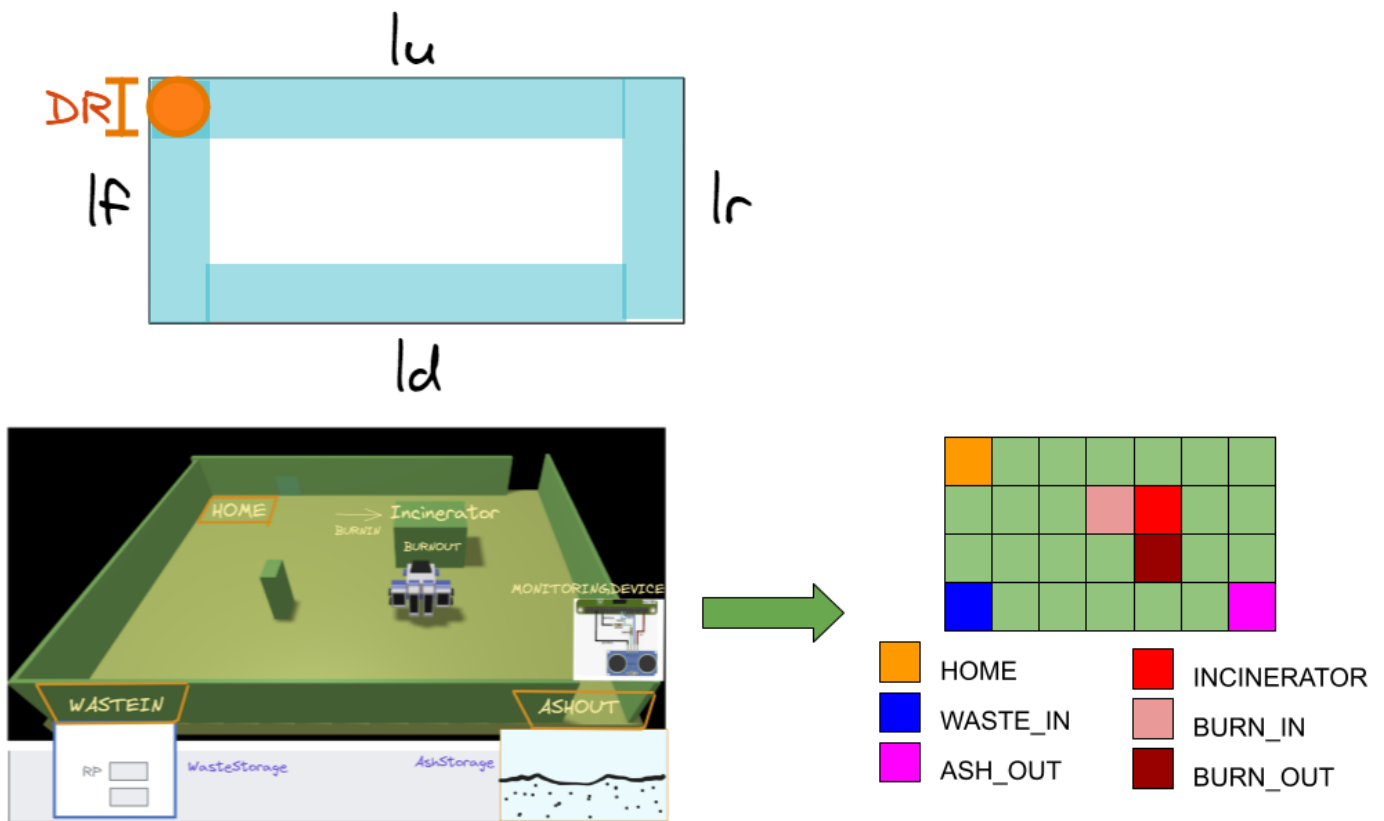 lu
DR
lf
lr
ld
HOME
Incinerator
BURNIN
BURNOUT
MONITORINGDEVICE
WASTEIN
ASHOUT
RP
WasteStorage
AshStorage
HOME
INCINERATOR
WASTE_IN
BURN_IN
ASH_OUT
BURN_OUT